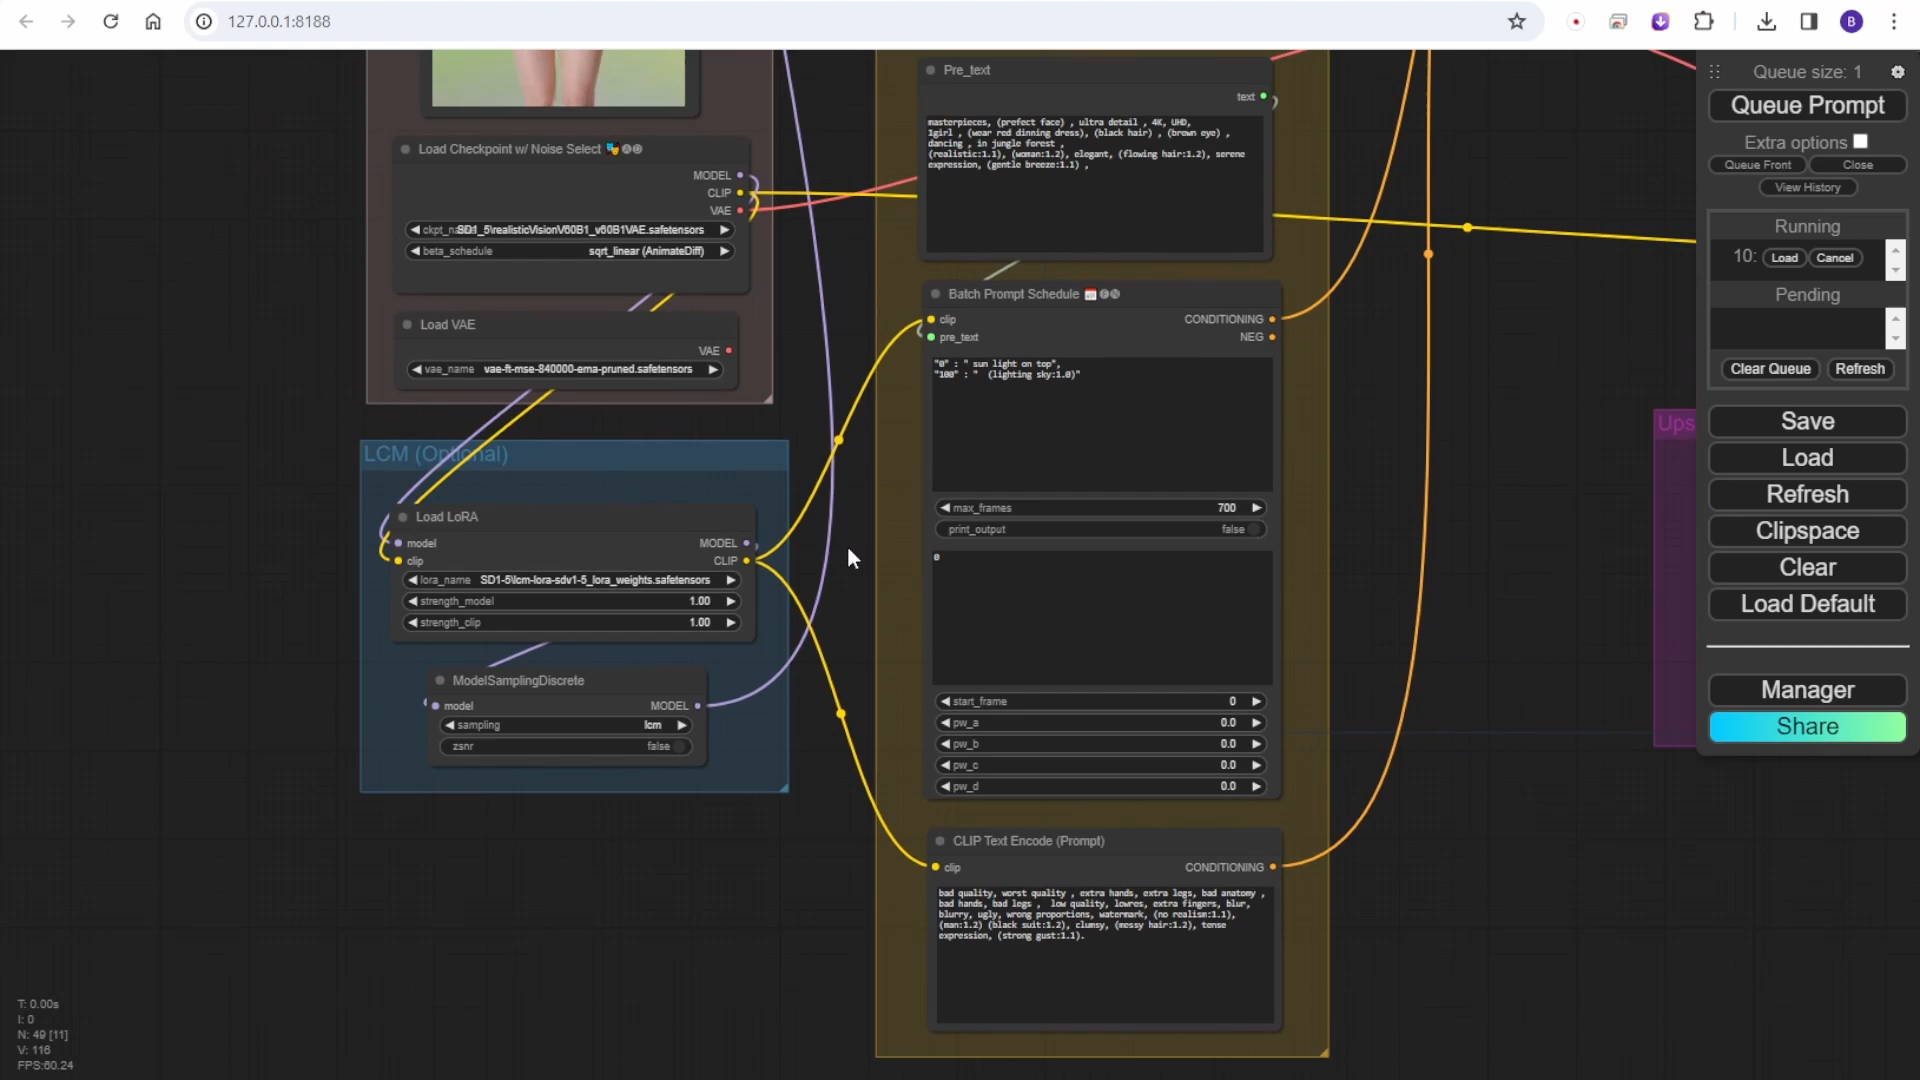 127.0.0.1:8188
B
Load Checkpoint w/ Noise Select
MODEL
CLIP
VAE
SD1_5\realisticVisionV60B1_v60B1VAE.safetensors
beta_schedule sqrt_linear (AnimateDiff)
Load VAE
VAE
vae_name vae-ft-mse-840000-ema-pruned.safetensors
LCM (Optional)
Load LoRA
model MODEL
clip CLIP
lora_name SD1-5\lcm-lora-sdv1-5_lora_weights.safetensors
strength_model 1.00
strength_clip 1.00
ModelSamplingDiscrete
model MODEL
sampling lcm
zsnr false
Pre_text
text
masterpieces, (prefect face) , ultra detail , 4K, UHD,
1girl , (wear red dinning dress), (black hair) , (brown eye) ,
dancing , in jungle forest ,
(realistic:1.1), (woman:1.2), elegant, (flowing hair:1.2), serene
expression, (gentle breeze:1.1) ,
Batch Prompt Schedule
clip CONDITIONING
pre_text NEG
"0" : " sun light on top",
"100" : "  (lighting sky:1.0)"
max_frames 700
print_output false
0
start_frame 0
pw_a 0.0
pw_b 0.0
pw_c 0.0
pw_d 0.0
CLIP Text Encode (Prompt)
clip CONDITIONING
bad quality, worst quality , extra hands, extra legs, bad anatomy ,
bad hands, bad legs ,  low quality, lowres, extra fingers, blur,
blurry, ugly, wrong proportions, watermark, (no realism:1.1),
(man:1.2) (black suit:1.2), clumsy, (messy hair:1.2), tense
expression, (strong gust:1.1).
Ups
Queue size: 1
Queue Prompt
Extra options
Queue Front Close
View History
Running
10: Load Cancel
Pending
Clear Queue Refresh
Save
Load
Refresh
Clipspace
Clear
Load Default
Manager
Share
T: 0.00s
I: 0
N: 49 [11]
V: 116
FPS:60.24